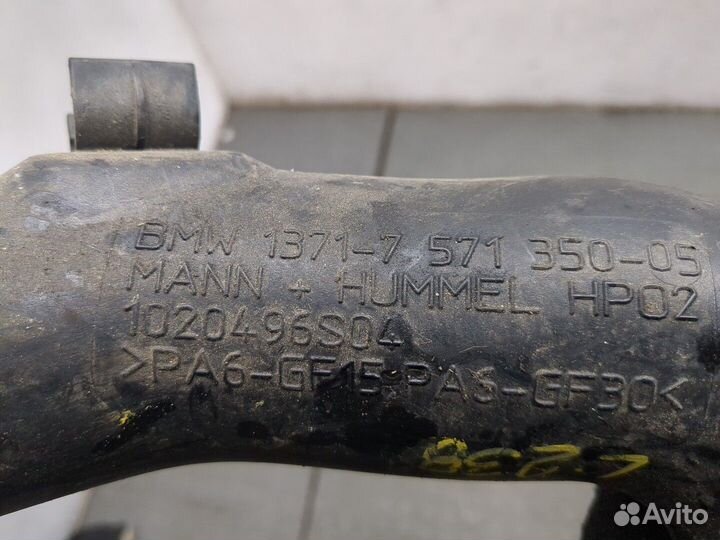 BMW 1371-7 571 350-05
MANN + HUMMEL HP02
1020496S04
>PA6-GF15 PA6-GF30<
Avito